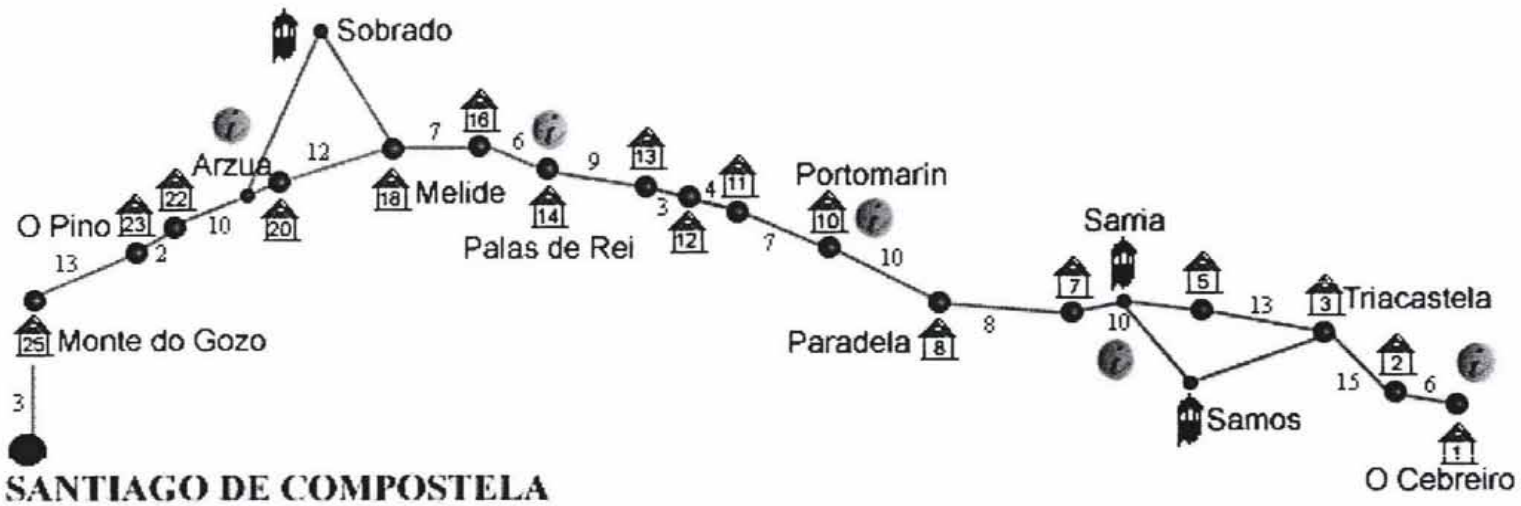 Sobrado
16
7
6
12
Arzua
13
9
22
11
4
Portomarin
18
Melide
23
O Pino
10
14
3
10
20
12
Palas de Rei
2
7
Sarria
13
10
7
5
3
Triacastela
13
8
10
25
Monte do Gozo
Paradela
8
2
15
6
3
Samos
1
O Cebreiro
SANTIAGO DE COMPOSTELA